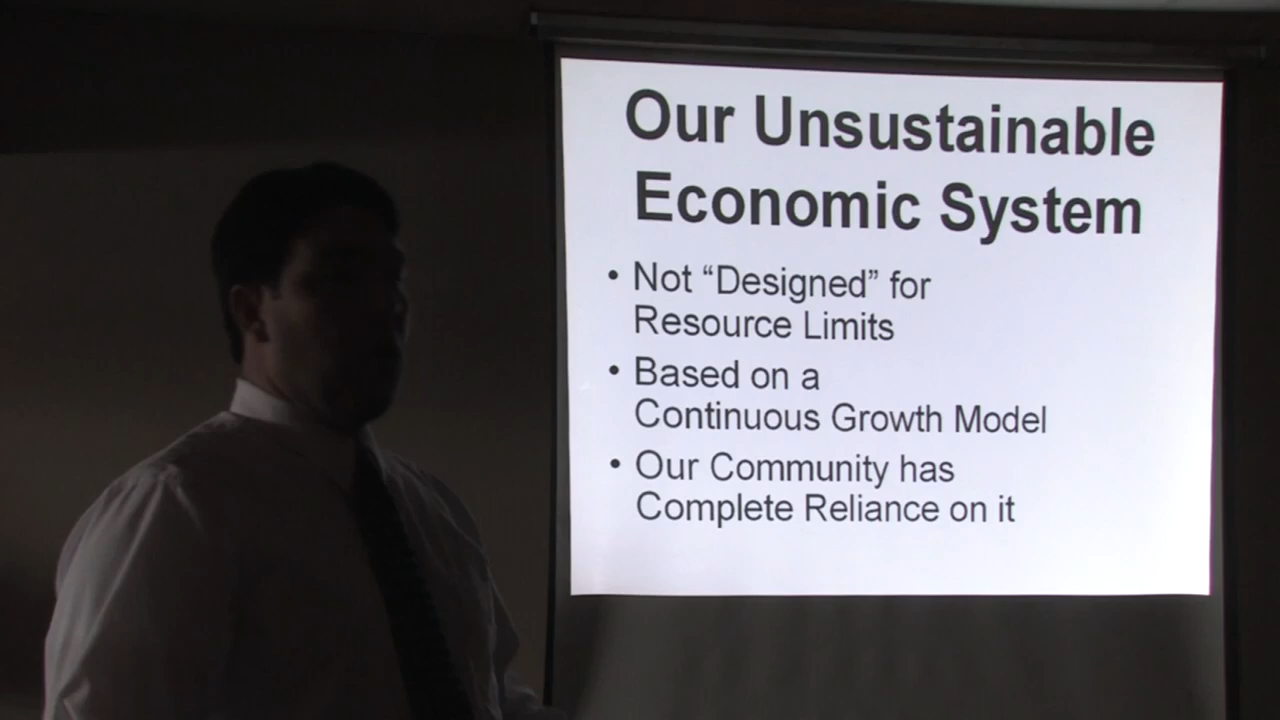 Our Unsustainable
Economic System
• Not “Designed” for
Resource Limits
• Based on a
Continuous Growth Model
• Our Community has
Complete Reliance on it